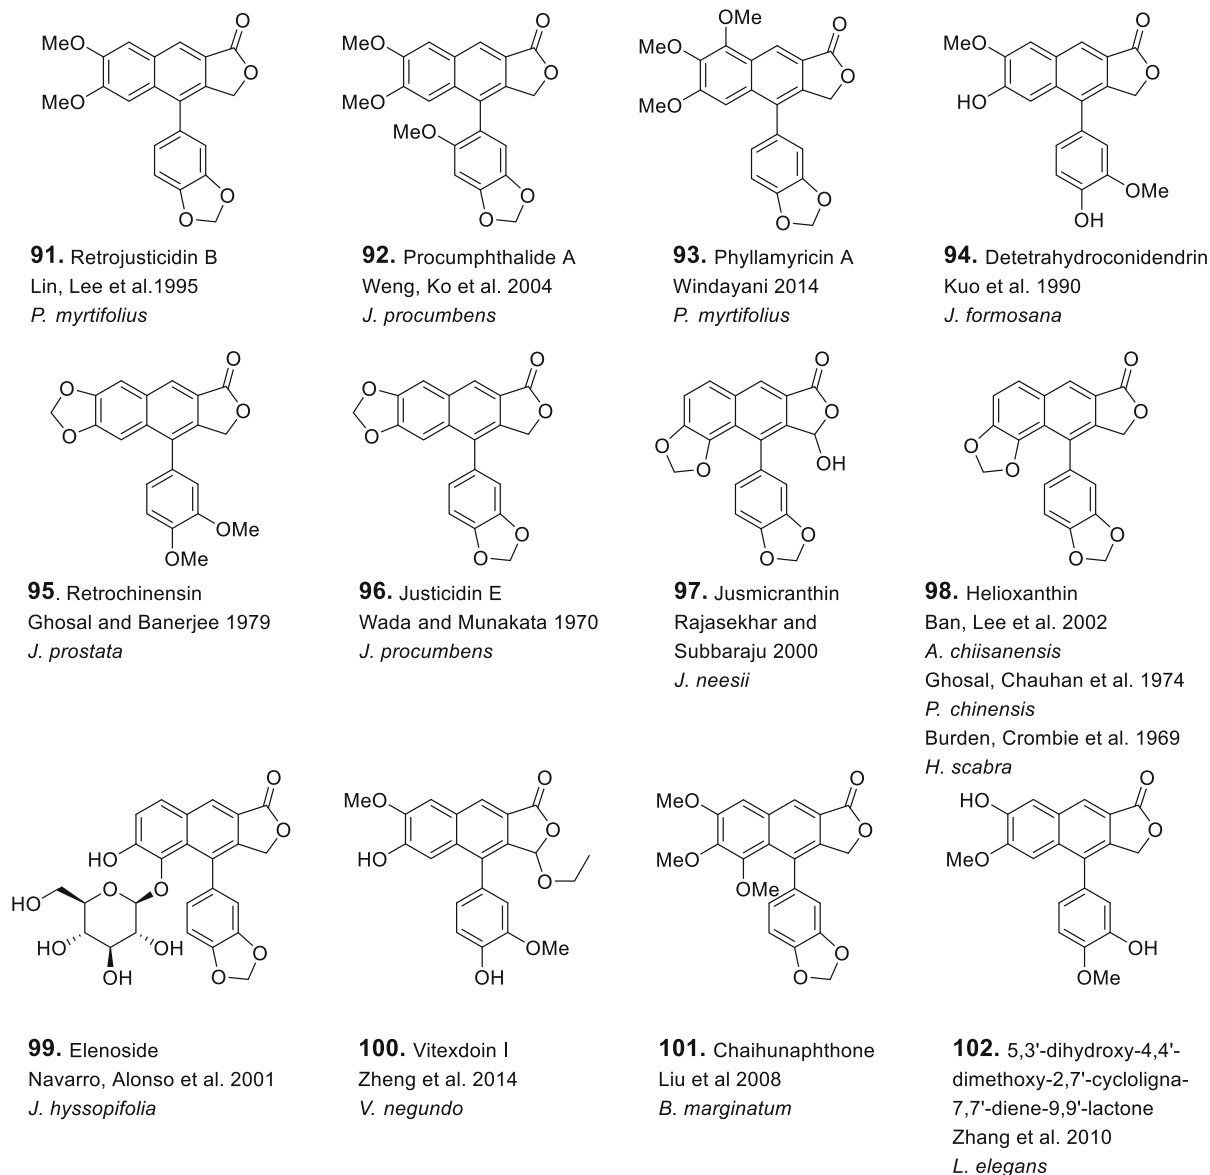 MeO
MeO
O
O
O
O
91. Retrojusticidin B
Lin, Lee et al.1995
P. myrtifolius
MeO
MeO
MeO
O
O
O
O
92. Procumphthalide A
Weng, Ko et al. 2004
J. procumbens
OMe
MeO
MeO
O
O
O
O
93. Phyllamyricin A
Windayani 2014
P. myrtifolius
MeO
HO
O
O
OMe
OH
94. Detetrahydroconidendrin
Kuo et al. 1990
J. formosana
O
O
O
O
OMe
OMe
95. Retrochinensin
Ghosal and Banerjee 1979
J. prostata
O
O
O
O
O
O
96. Justicidin E
Wada and Munakata 1970
J. procumbens
O
O
O
O
OH
O
O
97. Jusmicranthin
Rajasekhar and
Subbaraju 2000
J. neesii
O
O
O
O
O
O
98. Helioxanthin
Ban, Lee et al. 2002
A. chiisanensis
Ghosal, Chauhan et al. 1974
P. chinensis
Burden, Crombie et al. 1969
H. scabra
O
O
HO
O
O
HO
HO
OH
OH
O
O
99. Elenoside
Navarro, Alonso et al. 2001
J. hyssopifolia
MeO
HO
O
O
O
OMe
OH
100. Vitexdoin I
Zheng et al. 2014
V. negundo
MeO
MeO
OMe
O
O
O
O
101. Chaihunaphthone
Liu et al 2008
B. marginatum
HO
MeO
O
O
OH
OMe
102. 5,3'-dihydroxy-4,4'-
dimethoxy-2,7'-cycloligna-
7,7'-diene-9,9'-lactone
Zhang et al. 2010
L. elegans